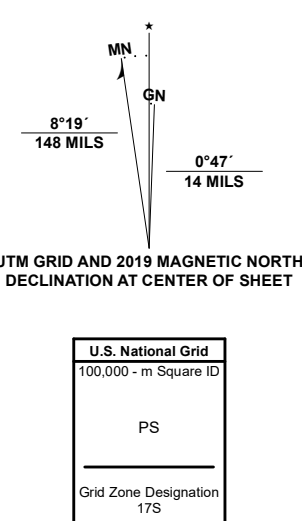 ★
MN
GN
8°19´
148 MILS
0°47´
14 MILS
UTM GRID AND 2019 MAGNETIC NORTH
DECLINATION AT CENTER OF SHEET
U.S. National Grid
100,000 - m Square ID
PS
Grid Zone Designation
17S